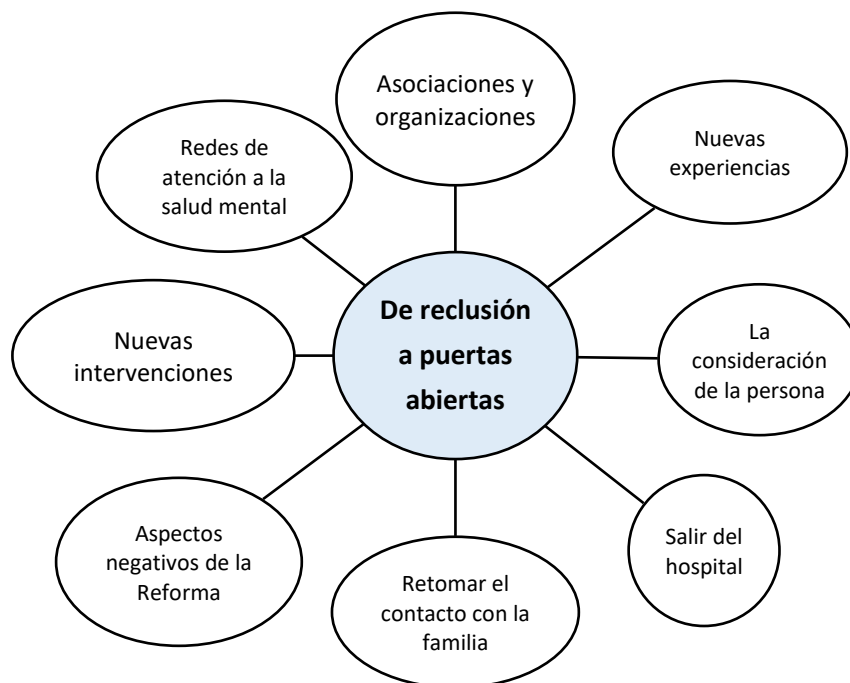 Asociaciones y
organizaciones
Nuevas
experiencias
Redes de
atención a la
salud mental
De reclusión
a puertas
abiertas
La
consideración
de la persona
Nuevas
intervenciones
Salir del
hospital
Aspectos
negativos de la
Reforma
Retomar el
contacto con la
familia